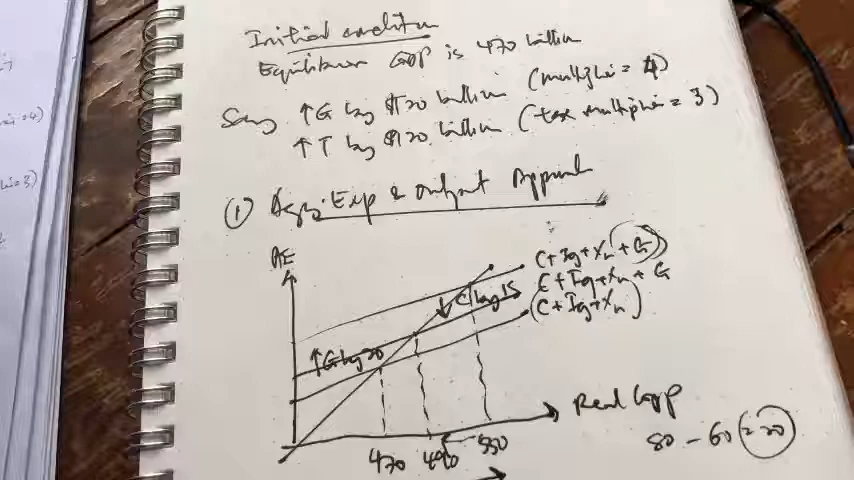 Initial condition
Equilibrium GDP is 470 billion
Say ↑G by $20 billion (multiplier = 4)
↑T by $20 billion (tax multiplier = 3)
① Agg. Exp & Output Approach
AE
C + Ig + Xn + G
C + Ig + Xn + G
(C + Ig + Xn)
↓ C by 15
↑G by 20
Real GDP
470 490 550
80 - 60 = 20
= 4)
= 3)